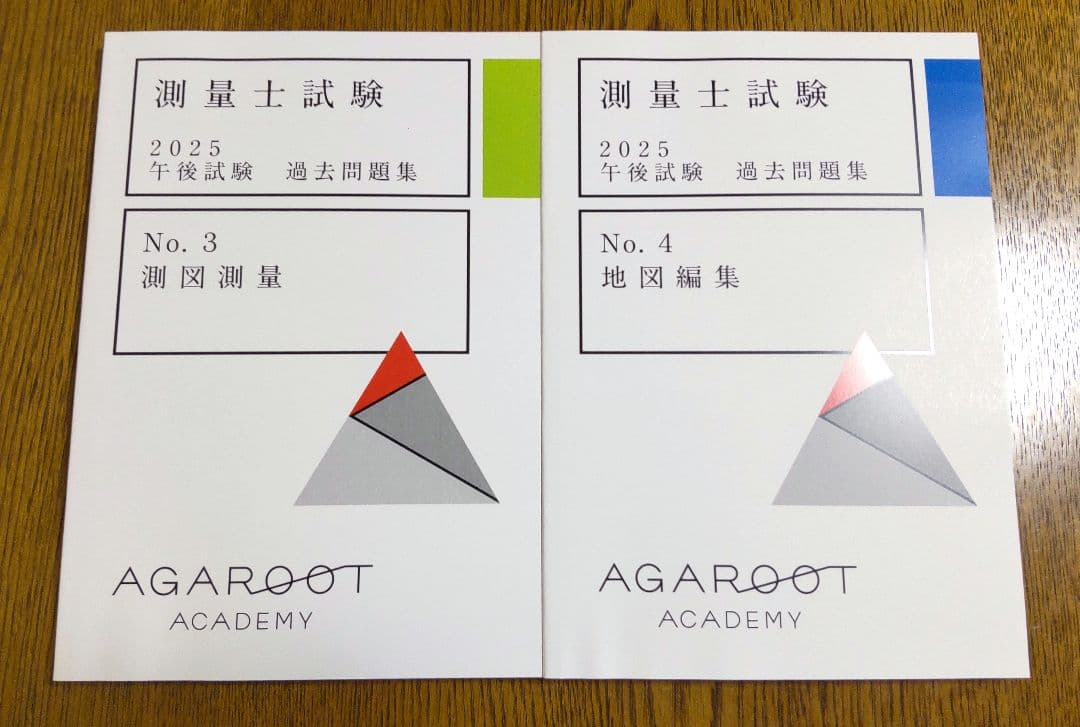 測量士試験
2025
午後試験 過去問題集
No. 3
測図測量
AGAROOT
ACADEMY
測量士試験
2025
午後試験 過去問題集
No. 4
地図編集
AGAROOT
ACADEMY